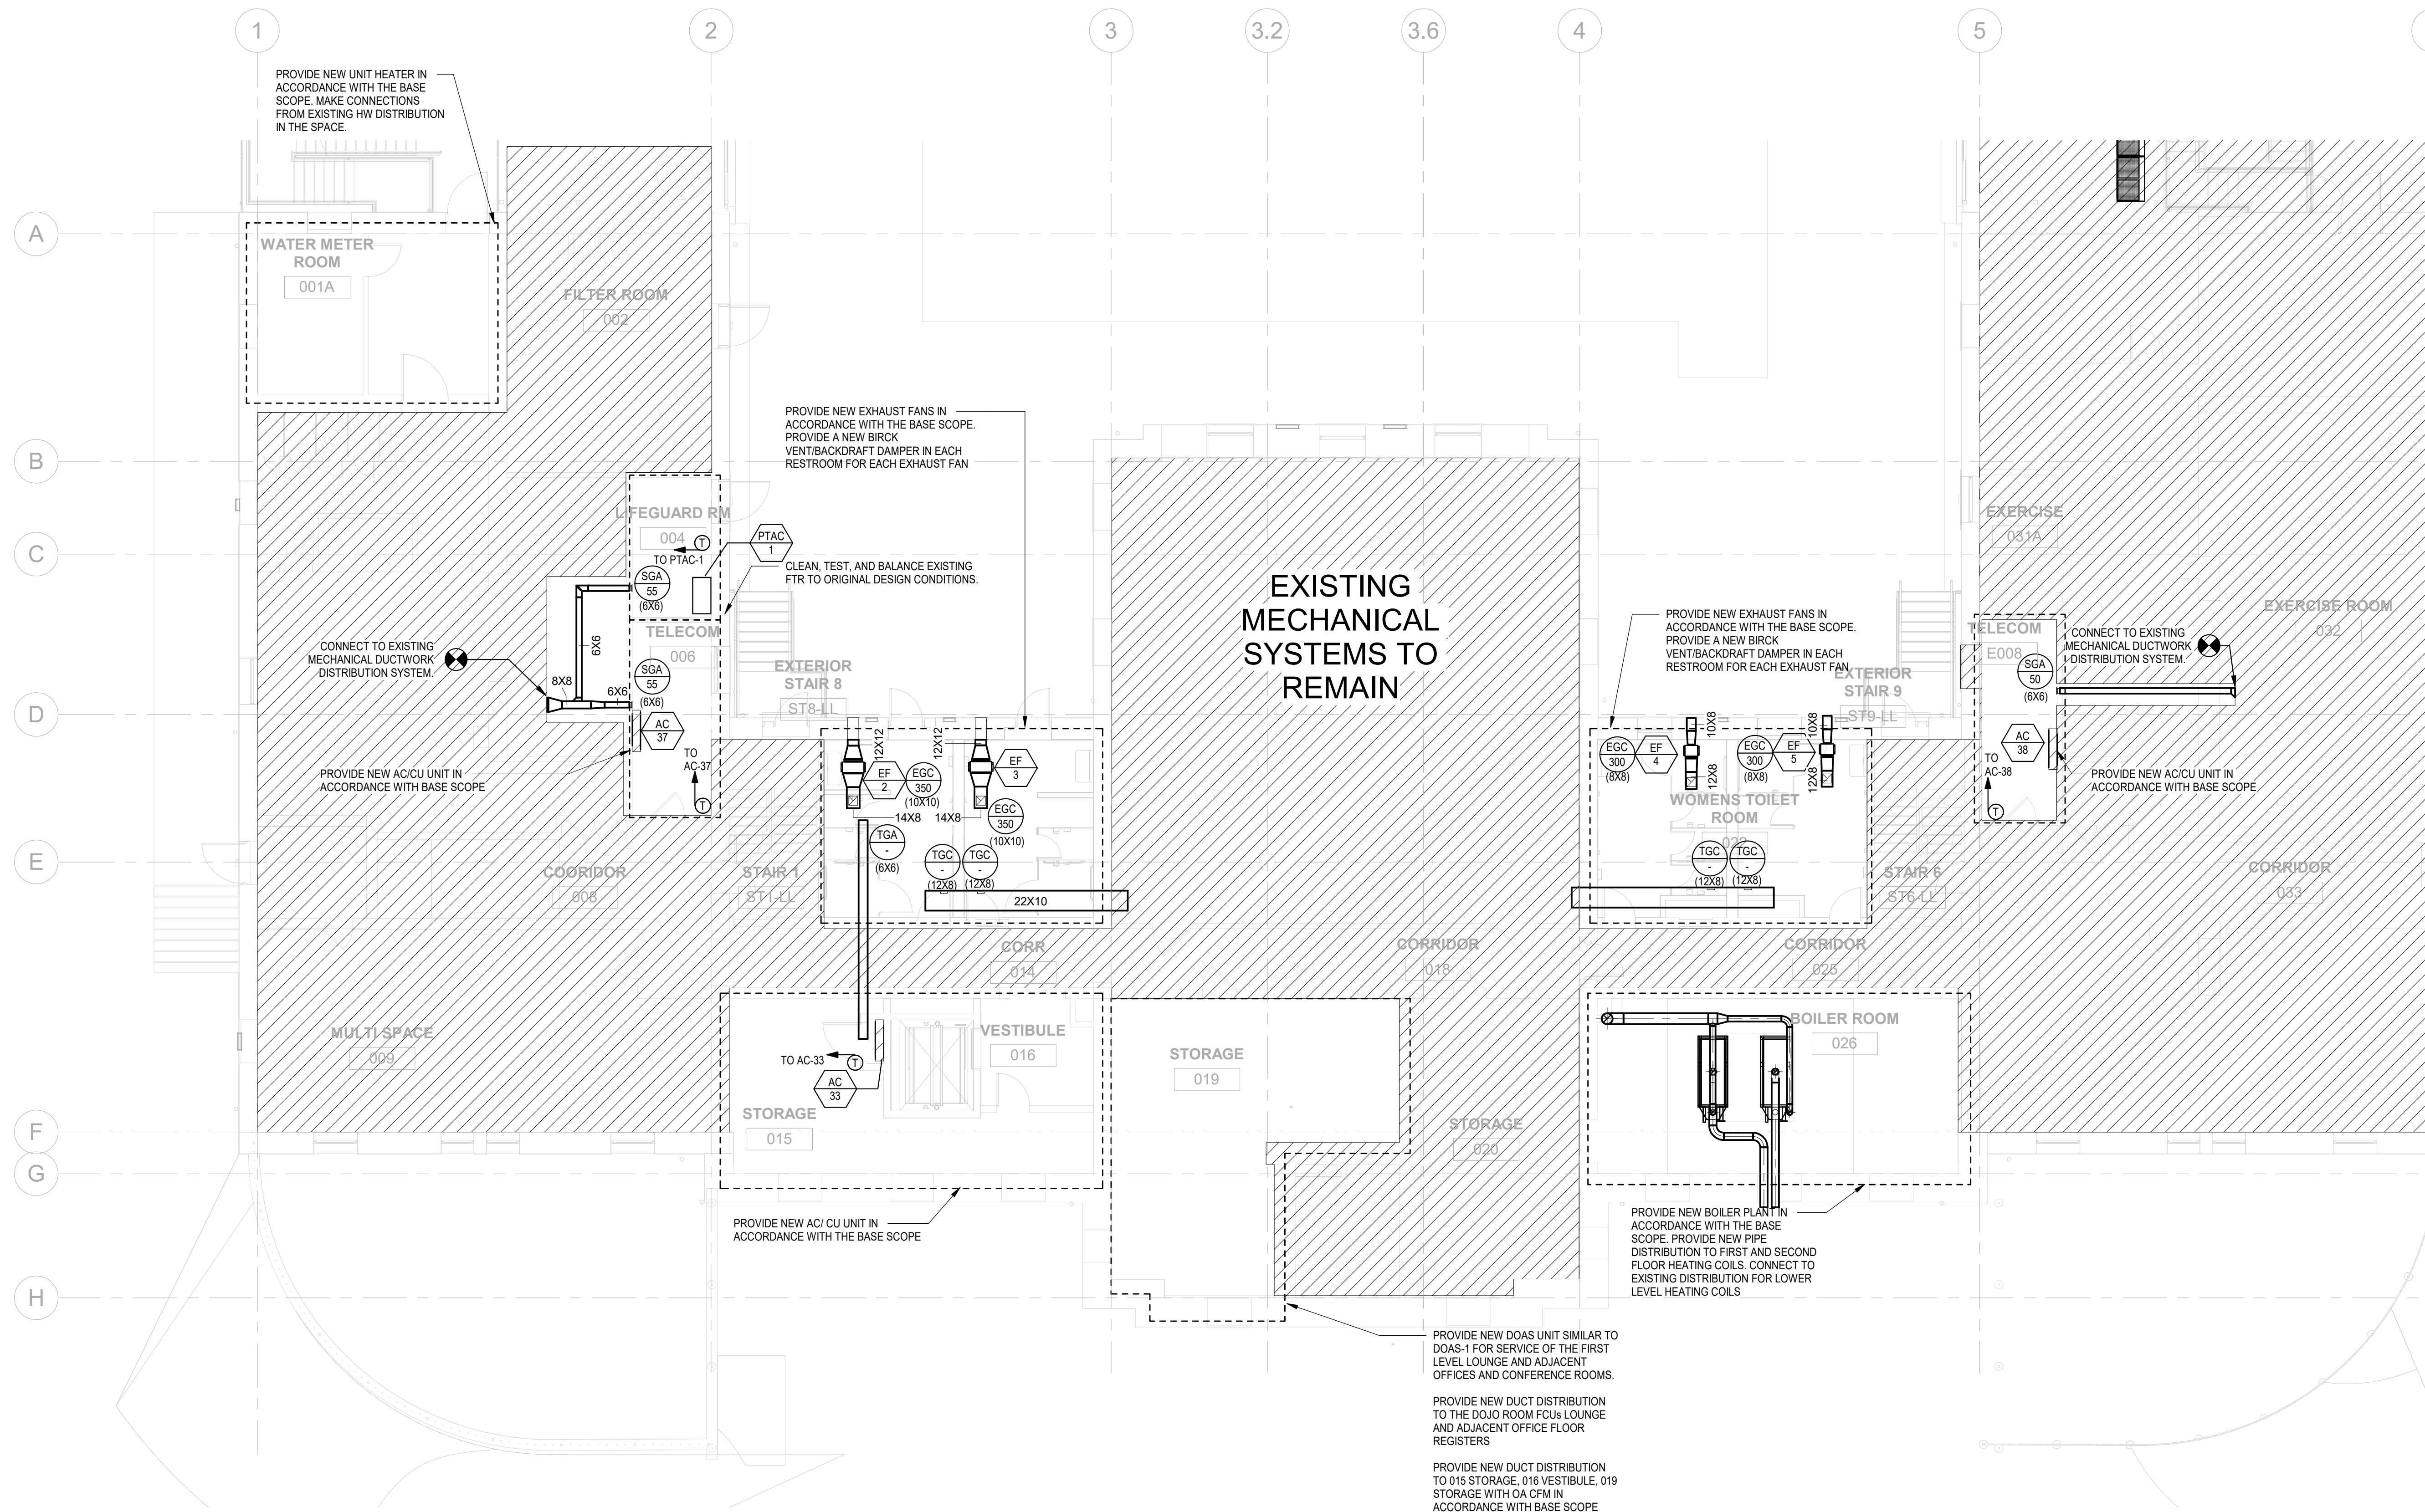 1
2
3
3.2
3.6
4
5
A
B
C
D
E
F
G
H
PROVIDE NEW UNIT HEATER IN
ACCORDANCE WITH THE BASE
SCOPE. MAKE CONNECTIONS
FROM EXISTING HW DISTRIBUTION
IN THE SPACE.
WATER METER
ROOM
001A
FILTER ROOM
002
PROVIDE NEW EXHAUST FANS IN
ACCORDANCE WITH THE BASE SCOPE.
PROVIDE A NEW BIRCK
VENT/BACKDRAFT DAMPER IN EACH
RESTROOM FOR EACH EXHAUST FAN
LIFEGUARD RM
004
T
TO PTAC-1
PTAC
1
CLEAN, TEST, AND BALANCE EXISTING
FTR TO ORIGINAL DESIGN CONDITIONS.
SGA
55
(6X6)
TELECOM
006
SGA
55
(6X6)
6X6
8X8
6X6
CONNECT TO EXISTING
MECHANICAL DUCTWORK
DISTRIBUTION SYSTEM.
AC
37
TO
AC-37
T
PROVIDE NEW AC/CU UNIT IN
ACCORDANCE WITH BASE SCOPE
EXTERIOR
STAIR 8
ST8-LL
EXISTING
MECHANICAL
SYSTEMS TO
REMAIN
PROVIDE NEW EXHAUST FANS IN
ACCORDANCE WITH THE BASE SCOPE.
PROVIDE A NEW BIRCK
VENT/BACKDRAFT DAMPER IN EACH
RESTROOM FOR EACH EXHAUST FAN
EXTERIOR
STAIR 9
ST9-LL
EXERCISE
031A
EXERCISE ROOM
032
TELECOM
E008
CONNECT TO EXISTING
MECHANICAL DUCTWORK
DISTRIBUTION SYSTEM.
SGA
50
(6X6)
AC
38
TO
AC-38
T
PROVIDE NEW AC/CU UNIT IN
ACCORDANCE WITH BASE SCOPE
12X12
12X12
EF
2
EGC
350
(10X10)
EF
3
EGC
350
(10X10)
14X8
14X8
TGA
-
(6X6)
TGC
-
(12X8)
TGC
-
(12X8)
22X10
EGC
300
(8X8)
EF
4
10X8
12X8
EGC
300
(8X8)
EF
5
10X8
12X8
WOMENS TOILET
ROOM
TGC
-
(12X8)
TGC
-
(12X8)
COORIDOR
008
STAIR 1
ST1-LL
STAIR 6
ST6-LL
CORRIDOR
033
CORR
014
CORRIDOR
018
CORRIDOR
025
MULTI SPACE
009
VESTIBULE
016
TO AC-33
T
AC
33
STORAGE
015
STORAGE
019
STORAGE
020
BOILER ROOM
026
PROVIDE NEW AC/ CU UNIT IN
ACCORDANCE WITH THE BASE SCOPE
PROVIDE NEW BOILER PLANT IN
ACCORDANCE WITH THE BASE
SCOPE. PROVIDE NEW PIPE
DISTRIBUTION TO FIRST AND SECOND
FLOOR HEATING COILS. CONNECT TO
EXISTING DISTRIBUTION FOR LOWER
LEVEL HEATING COILS
PROVIDE NEW DOAS UNIT SIMILAR TO
DOAS-1 FOR SERVICE OF THE FIRST
LEVEL LOUNGE AND ADJACENT
OFFICES AND CONFERENCE ROOMS.
PROVIDE NEW DUCT DISTRIBUTION
TO THE DOJO ROOM FCUs LOUNGE
AND ADJACENT OFFICE FLOOR
REGISTERS
PROVIDE NEW DUCT DISTRIBUTION
TO 015 STORAGE, 016 VESTIBULE, 019
STORAGE WITH OA CFM IN
ACCORDANCE WITH BASE SCOPE